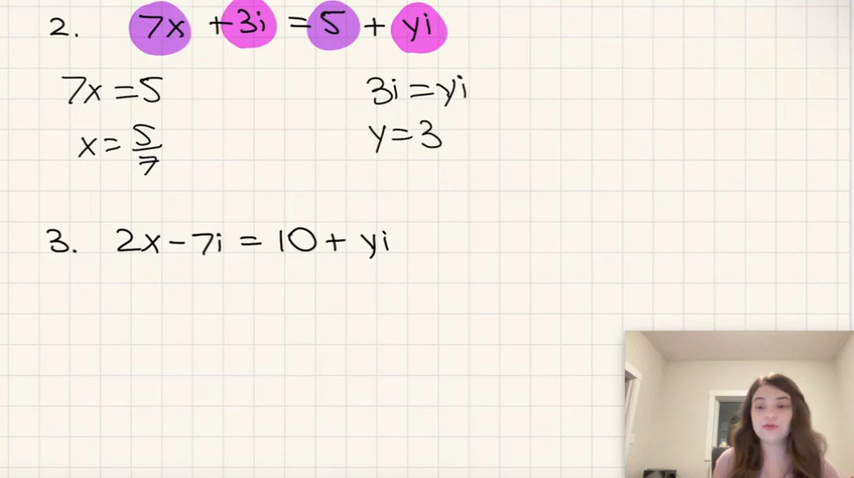 2. 7x + 3i = 5 + yi
7x = 5 3i = yi
x = 5/7 y = 3
3. 2x - 7i = 10 + yi